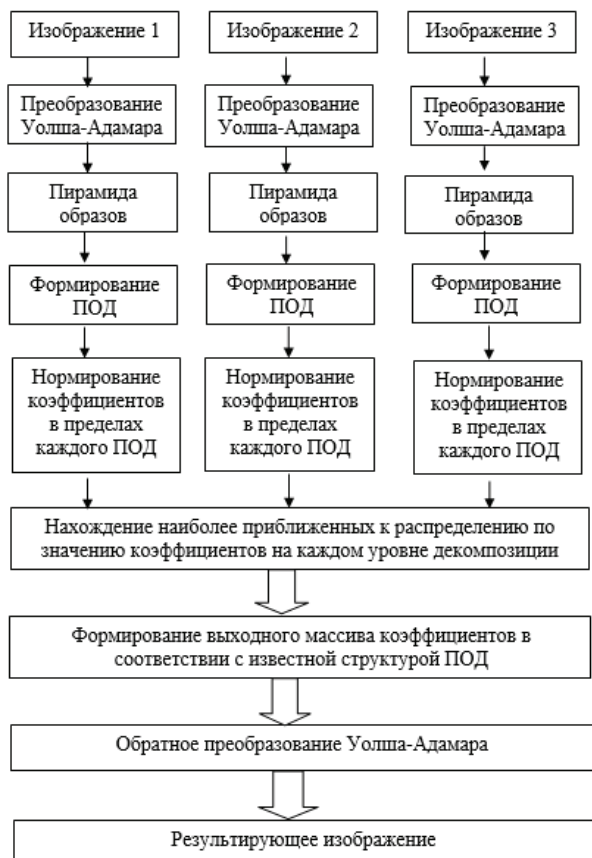 Изображение 1
Изображение 2
Изображение 3
Преобразование
Уолша-Адамара
Преобразование
Уолша-Адамара
Преобразование
Уолша-Адамара
Пирамида
образов
Пирамида
образов
Пирамида
образов
Формирование
ПОД
Формирование
ПОД
Формирование
ПОД
Нормирование
коэффициентов
в пределах
каждого ПОД
Нормирование
коэффициентов
в пределах
каждого ПОД
Нормирование
коэффициентов
в пределах
каждого ПОД
Нахождение наиболее приближенных к распределению по
значению коэффициентов на каждом уровне декомпозиции
Формирование выходного массива коэффициентов в
соответствии с известной структурой ПОД
Обратное преобразование Уолша-Адамара
Результирующее изображение